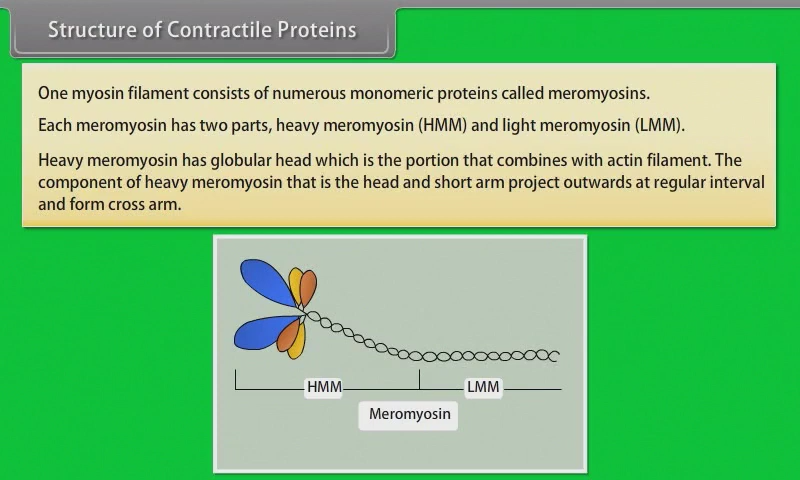 Structure of Contractile Proteins
One myosin filament consists of numerous monomeric proteins called meromyosins.
Each meromyosin has two parts, heavy meromyosin (HMM) and light meromyosin (LMM).
Heavy meromyosin has globular head which is the portion that combines with actin filament. The
component of heavy meromyosin that is the head and short arm project outwards at regular interval
and form cross arm.
HMM LMM
Meromyosin